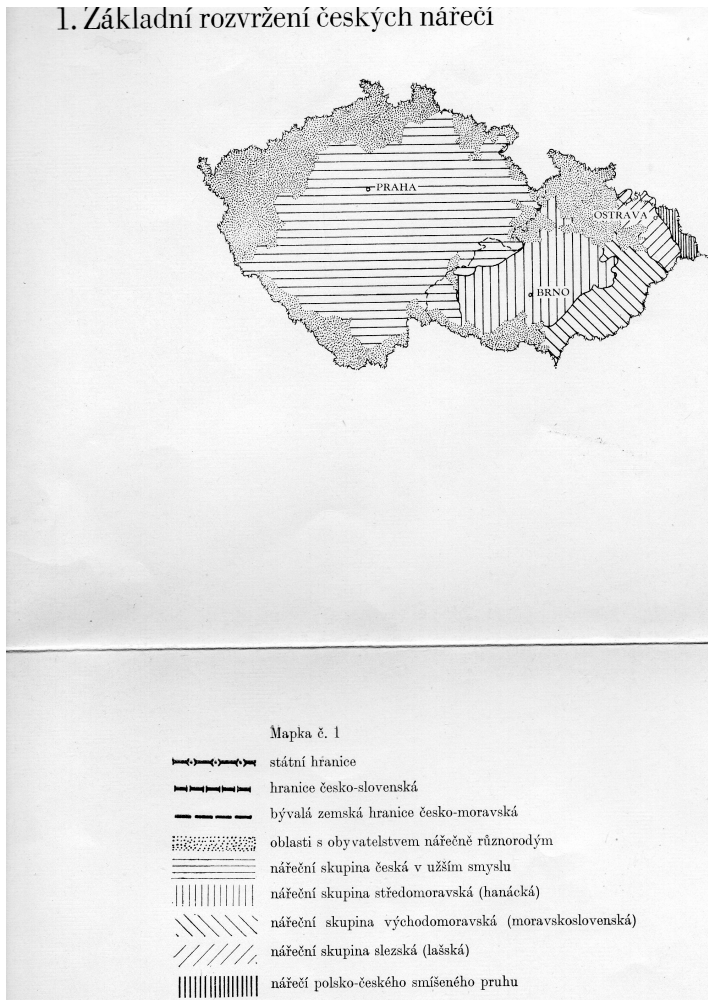 1. Základní rozvržení českých nářečí
PRAHA
OSTRAVA
BRNO
Mapka č. 1
státní hranice
hranice česko-slovenská
bývalá zemská hranice česko-moravská
oblasti s obyvatelstvem nářečně různorodým
nářeční skupina česká v užším smyslu
nářeční skupina středomoravská (hanácká)
nářeční skupina východomoravská (moravskoslovenská)
nářeční skupina slezská (lašská)
nářečí polsko-českého smíšeného pruhu